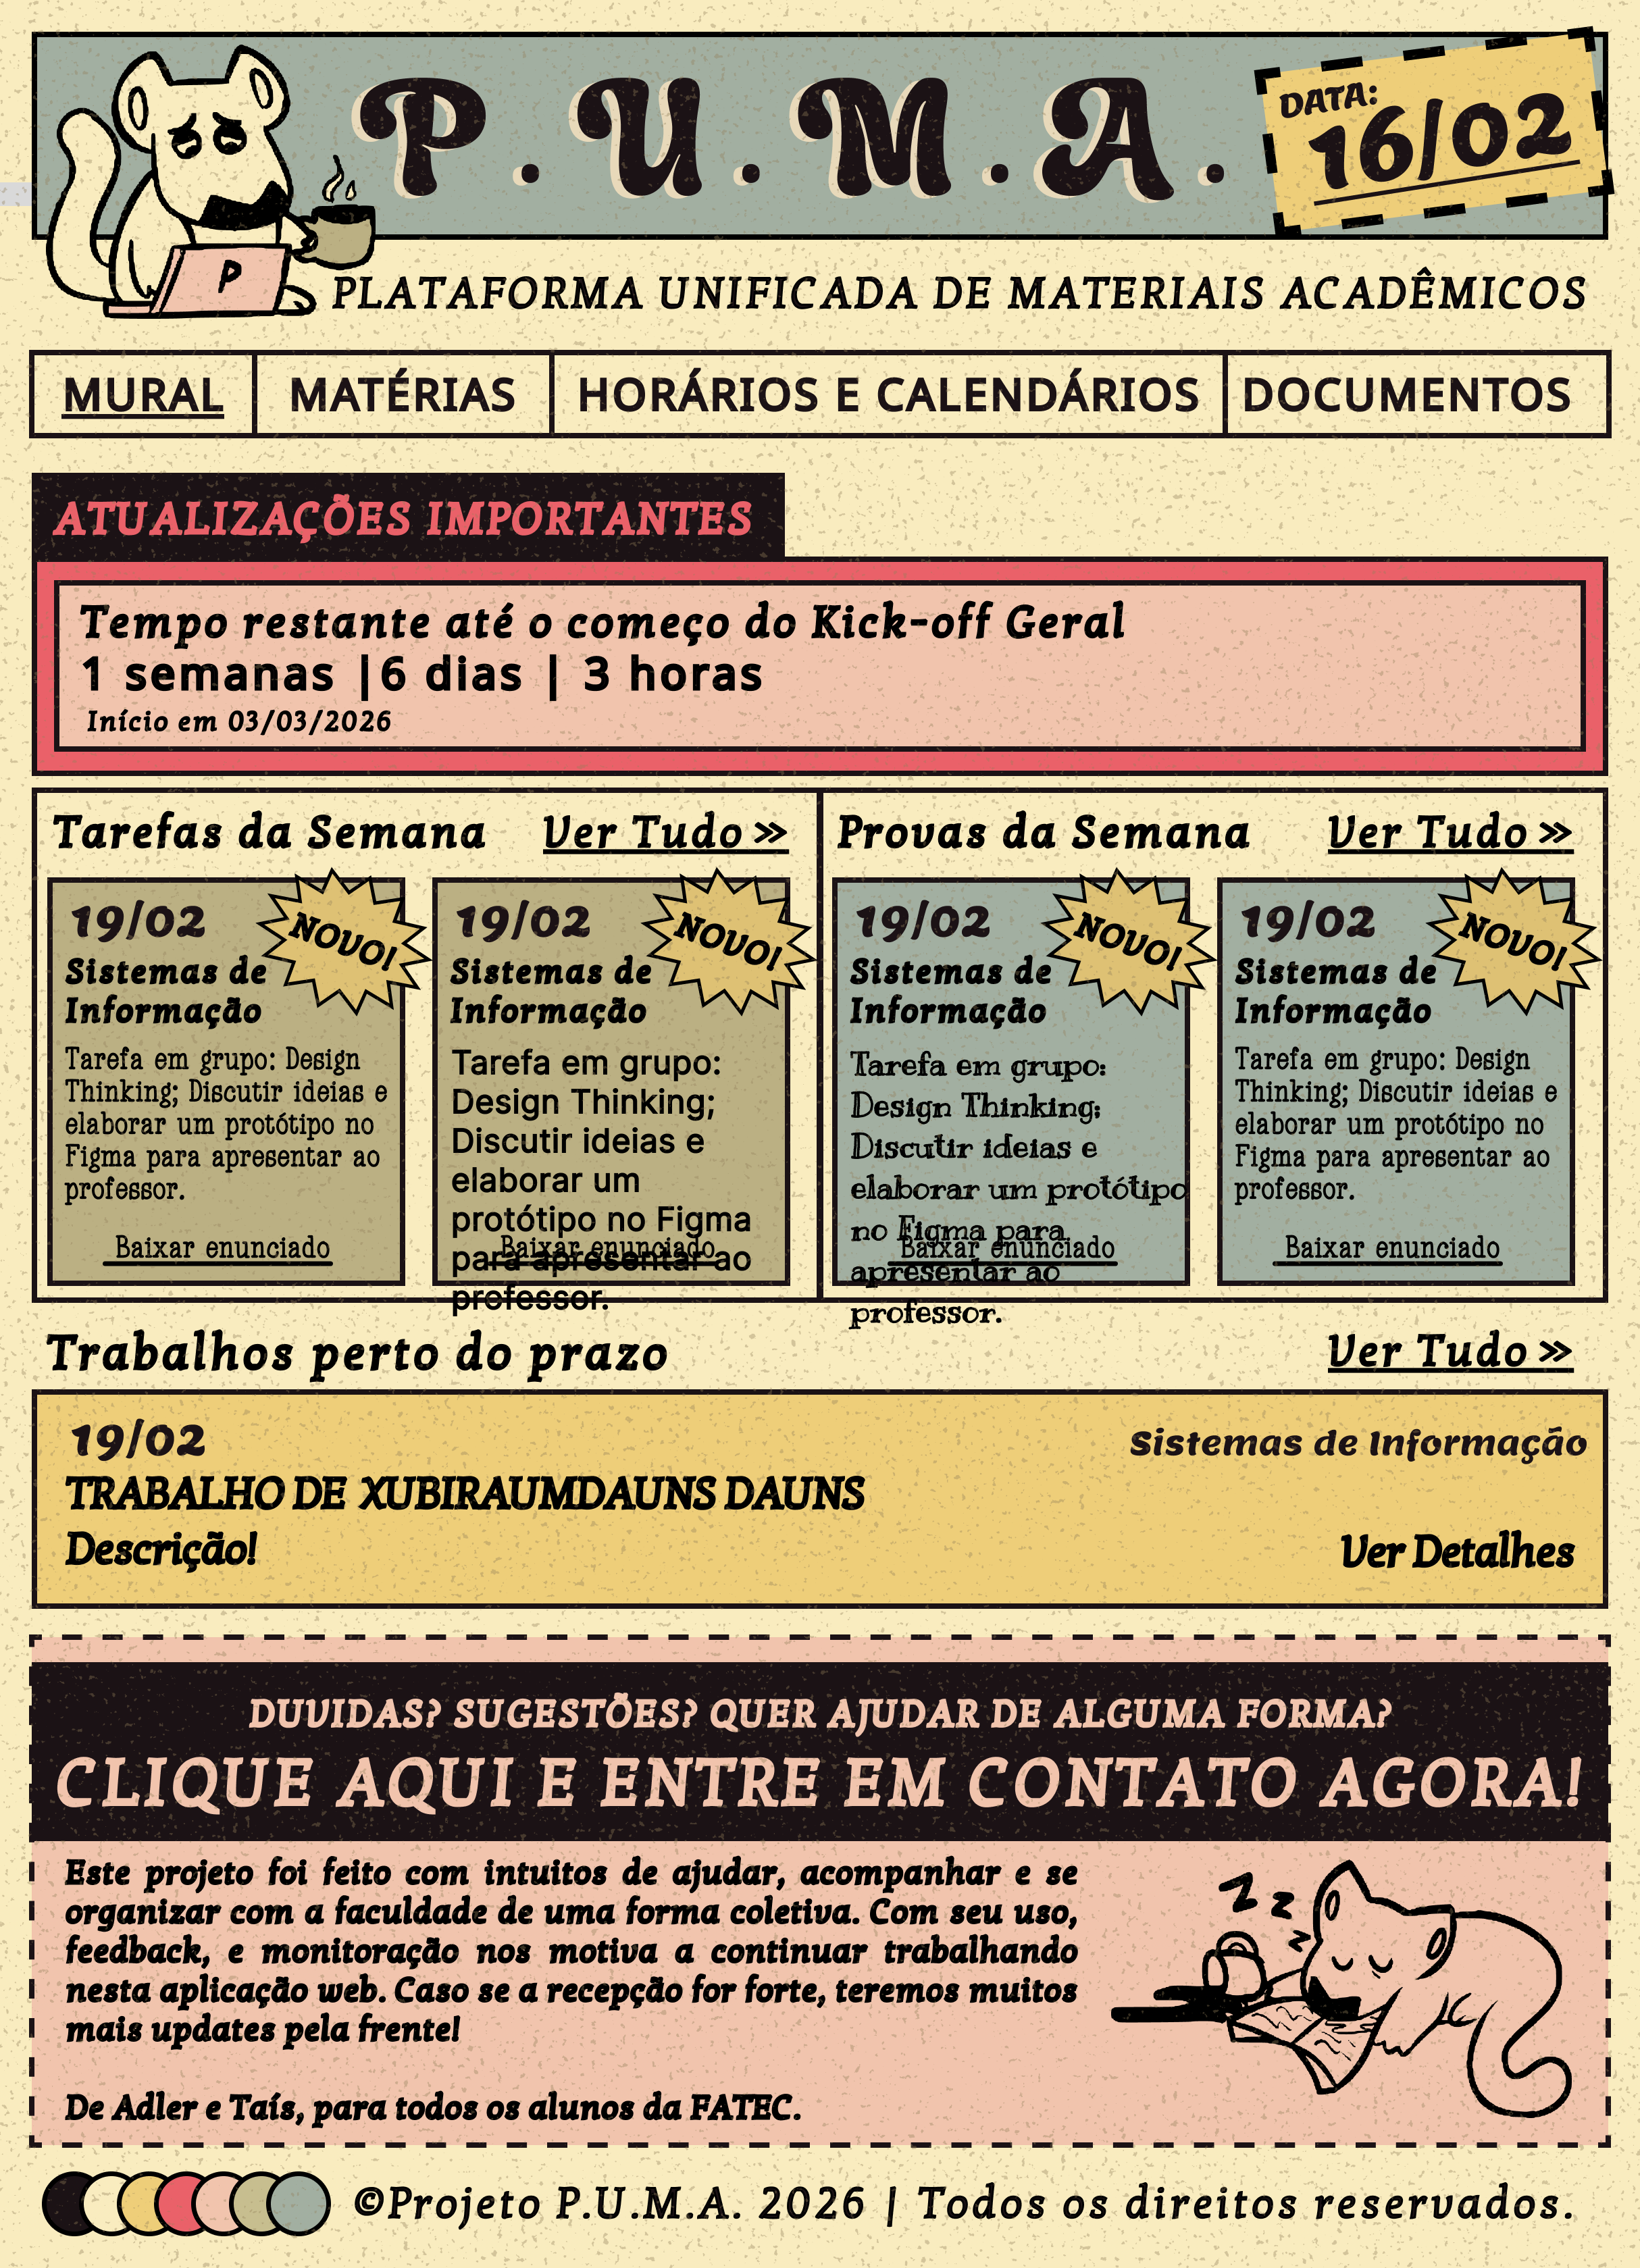 P.U.M.A.
DATA:
16/02
P
PLATAFORMA UNIFICADA DE MATERIAIS ACADÊMICOS
MURAL
MATÉRIAS
HORÁRIOS E CALENDÁRIOS
DOCUMENTOS
ATUALIZAÇÕES IMPORTANTES
Tempo restante até o começo do Kick-off Geral
1 semanas |6 dias | 3 horas
Início em 03/03/2026
Tarefas da Semana
Ver Tudo »
19/02
NOVO!
Sistemas de
Informação
Tarefa em grupo: Design
Thinking; Discutir ideias e
elaborar um protótipo no
Figma para apresentar ao
professor.
Baixar enunciado
19/02
NOVO!
Sistemas de
Informação
Tarefa em grupo:
Design Thinking;
Discutir ideias e
elaborar um
protótipo no Figma
para apresentar ao
professor.
Baixar enunciado
Provas da Semana
Ver Tudo »
19/02
NOVO!
Sistemas de
Informação
Tarefa em grupo:
Design Thinking;
Discutir ideias e
elaborar um protótipo
no Figma para
apresentar ao
professor.
Baixar enunciado
19/02
NOVO!
Sistemas de
Informação
Tarefa em grupo: Design
Thinking; Discutir ideias e
elaborar um protótipo no
Figma para apresentar ao
professor.
Baixar enunciado
Trabalhos perto do prazo
Ver Tudo »
19/02
Sistemas de Informação
TRABALHO DE XUBIRAUMDAUNS DAUNS
Descrição!
Ver Detalhes
DUVIDAS? SUGESTÕES? QUER AJUDAR DE ALGUMA FORMA?
CLIQUE AQUI E ENTRE EM CONTATO AGORA!
Este projeto foi feito com intuitos de ajudar, acompanhar e se
organizar com a faculdade de uma forma coletiva. Com seu uso,
feedback, e monitoração nos motiva a continuar trabalhando
nesta aplicação web. Caso se a recepção for forte, teremos muitos
mais updates pela frente!
De Adler e Taís, para todos os alunos da FATEC.
Z z z
©Projeto P.U.M.A. 2026 | Todos os direitos reservados.